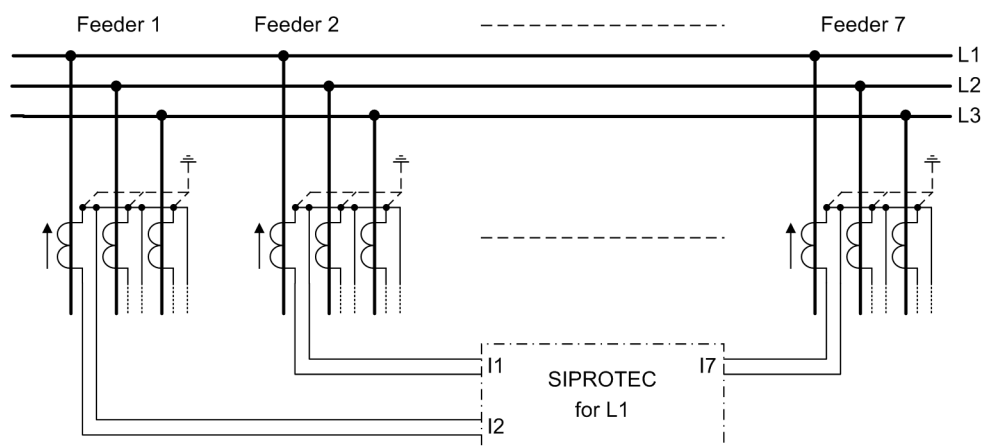 Feeder 1
Feeder 2
Feeder 7
L1
L2
L3
I1
I7
SIPROTEC
for L1
I2